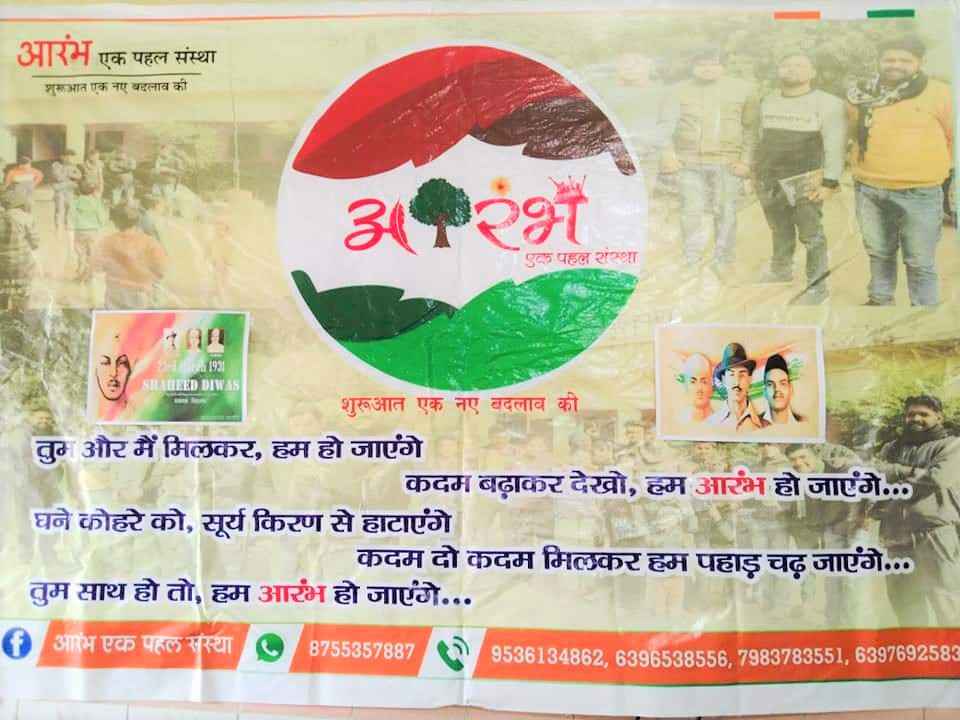 आरंभ एक पहल संस्था
शुरूआत एक नए बदलाव की
आरंभ
एक पहल संस्था
23rd March 1931
SHAHEED DIWAS
शुरूआत एक नए बदलाव की
तुम और मैं मिलकर, हम हो जाएंगे
कदम बढ़ाकर देखो, हम आरंभ हो जाएंगे...
घने कोहरे को, सूर्य किरण से हाटाएंगे
कदम दो कदम मिलकर हम पहाड़ चढ़ जाएंगे...
तुम साथ हो तो, हम आरंभ हो जाएंगे...
आरंभ एक पहल संस्था 8755357887 9536134862, 6396538556, 7983783551, 6397692583